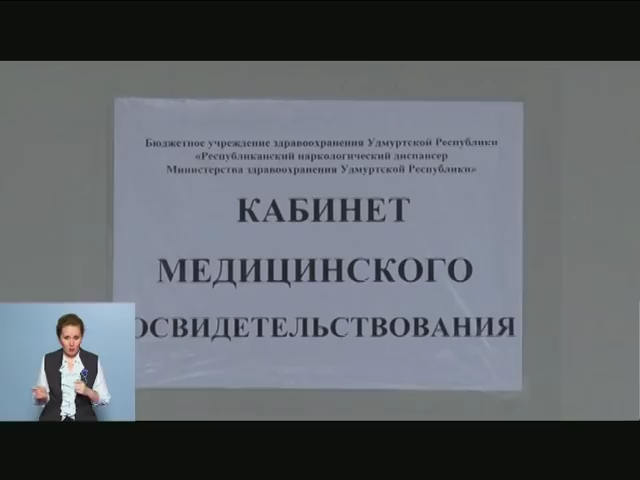 Бюджетное учреждение здравоохранения Удмуртской Республики
«Республиканский наркологический диспансер
Министерства здравоохранения Удмуртской Республики»
КАБИНЕТ
МЕДИЦИНСКОГО
ОСВИДЕТЕЛЬСТВОВАНИЯ